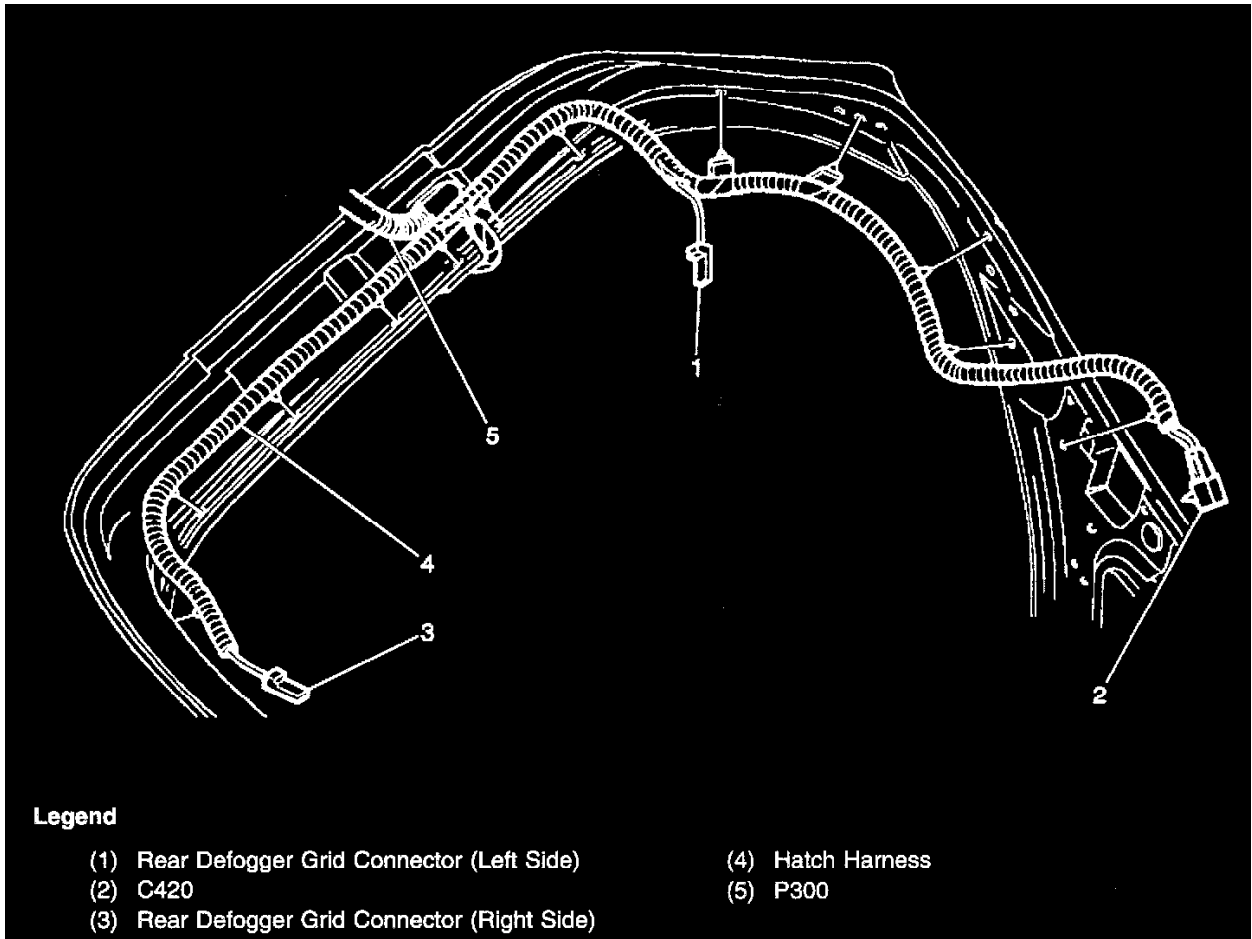 1
5
4
3
2
Legend
(1) Rear Defogger Grid Connector (Left Side)
(2) C420
(3) Rear Defogger Grid Connector (Right Side)
(4) Hatch Harness
(5) P300